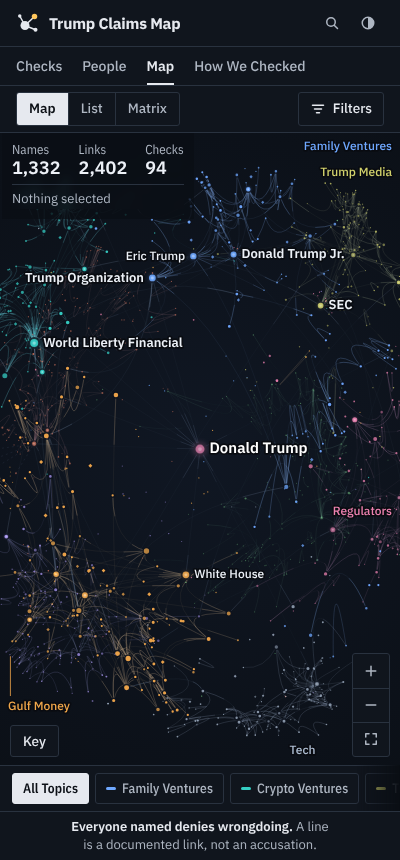 Trump Claims Map
Checks People Map How We Checked
Map List Matrix Filters
Names Links Checks
1,332 2,402 94
Nothing selected
Family Ventures
Trump Media
Eric Trump
Donald Trump Jr.
Trump Organization
SEC
World Liberty Financial
Donald Trump
Regulators
White House
Gulf Money
Key
Tech
All Topics Family Ventures Crypto Ventures
Everyone named denies wrongdoing. A line
is a documented link, not an accusation.